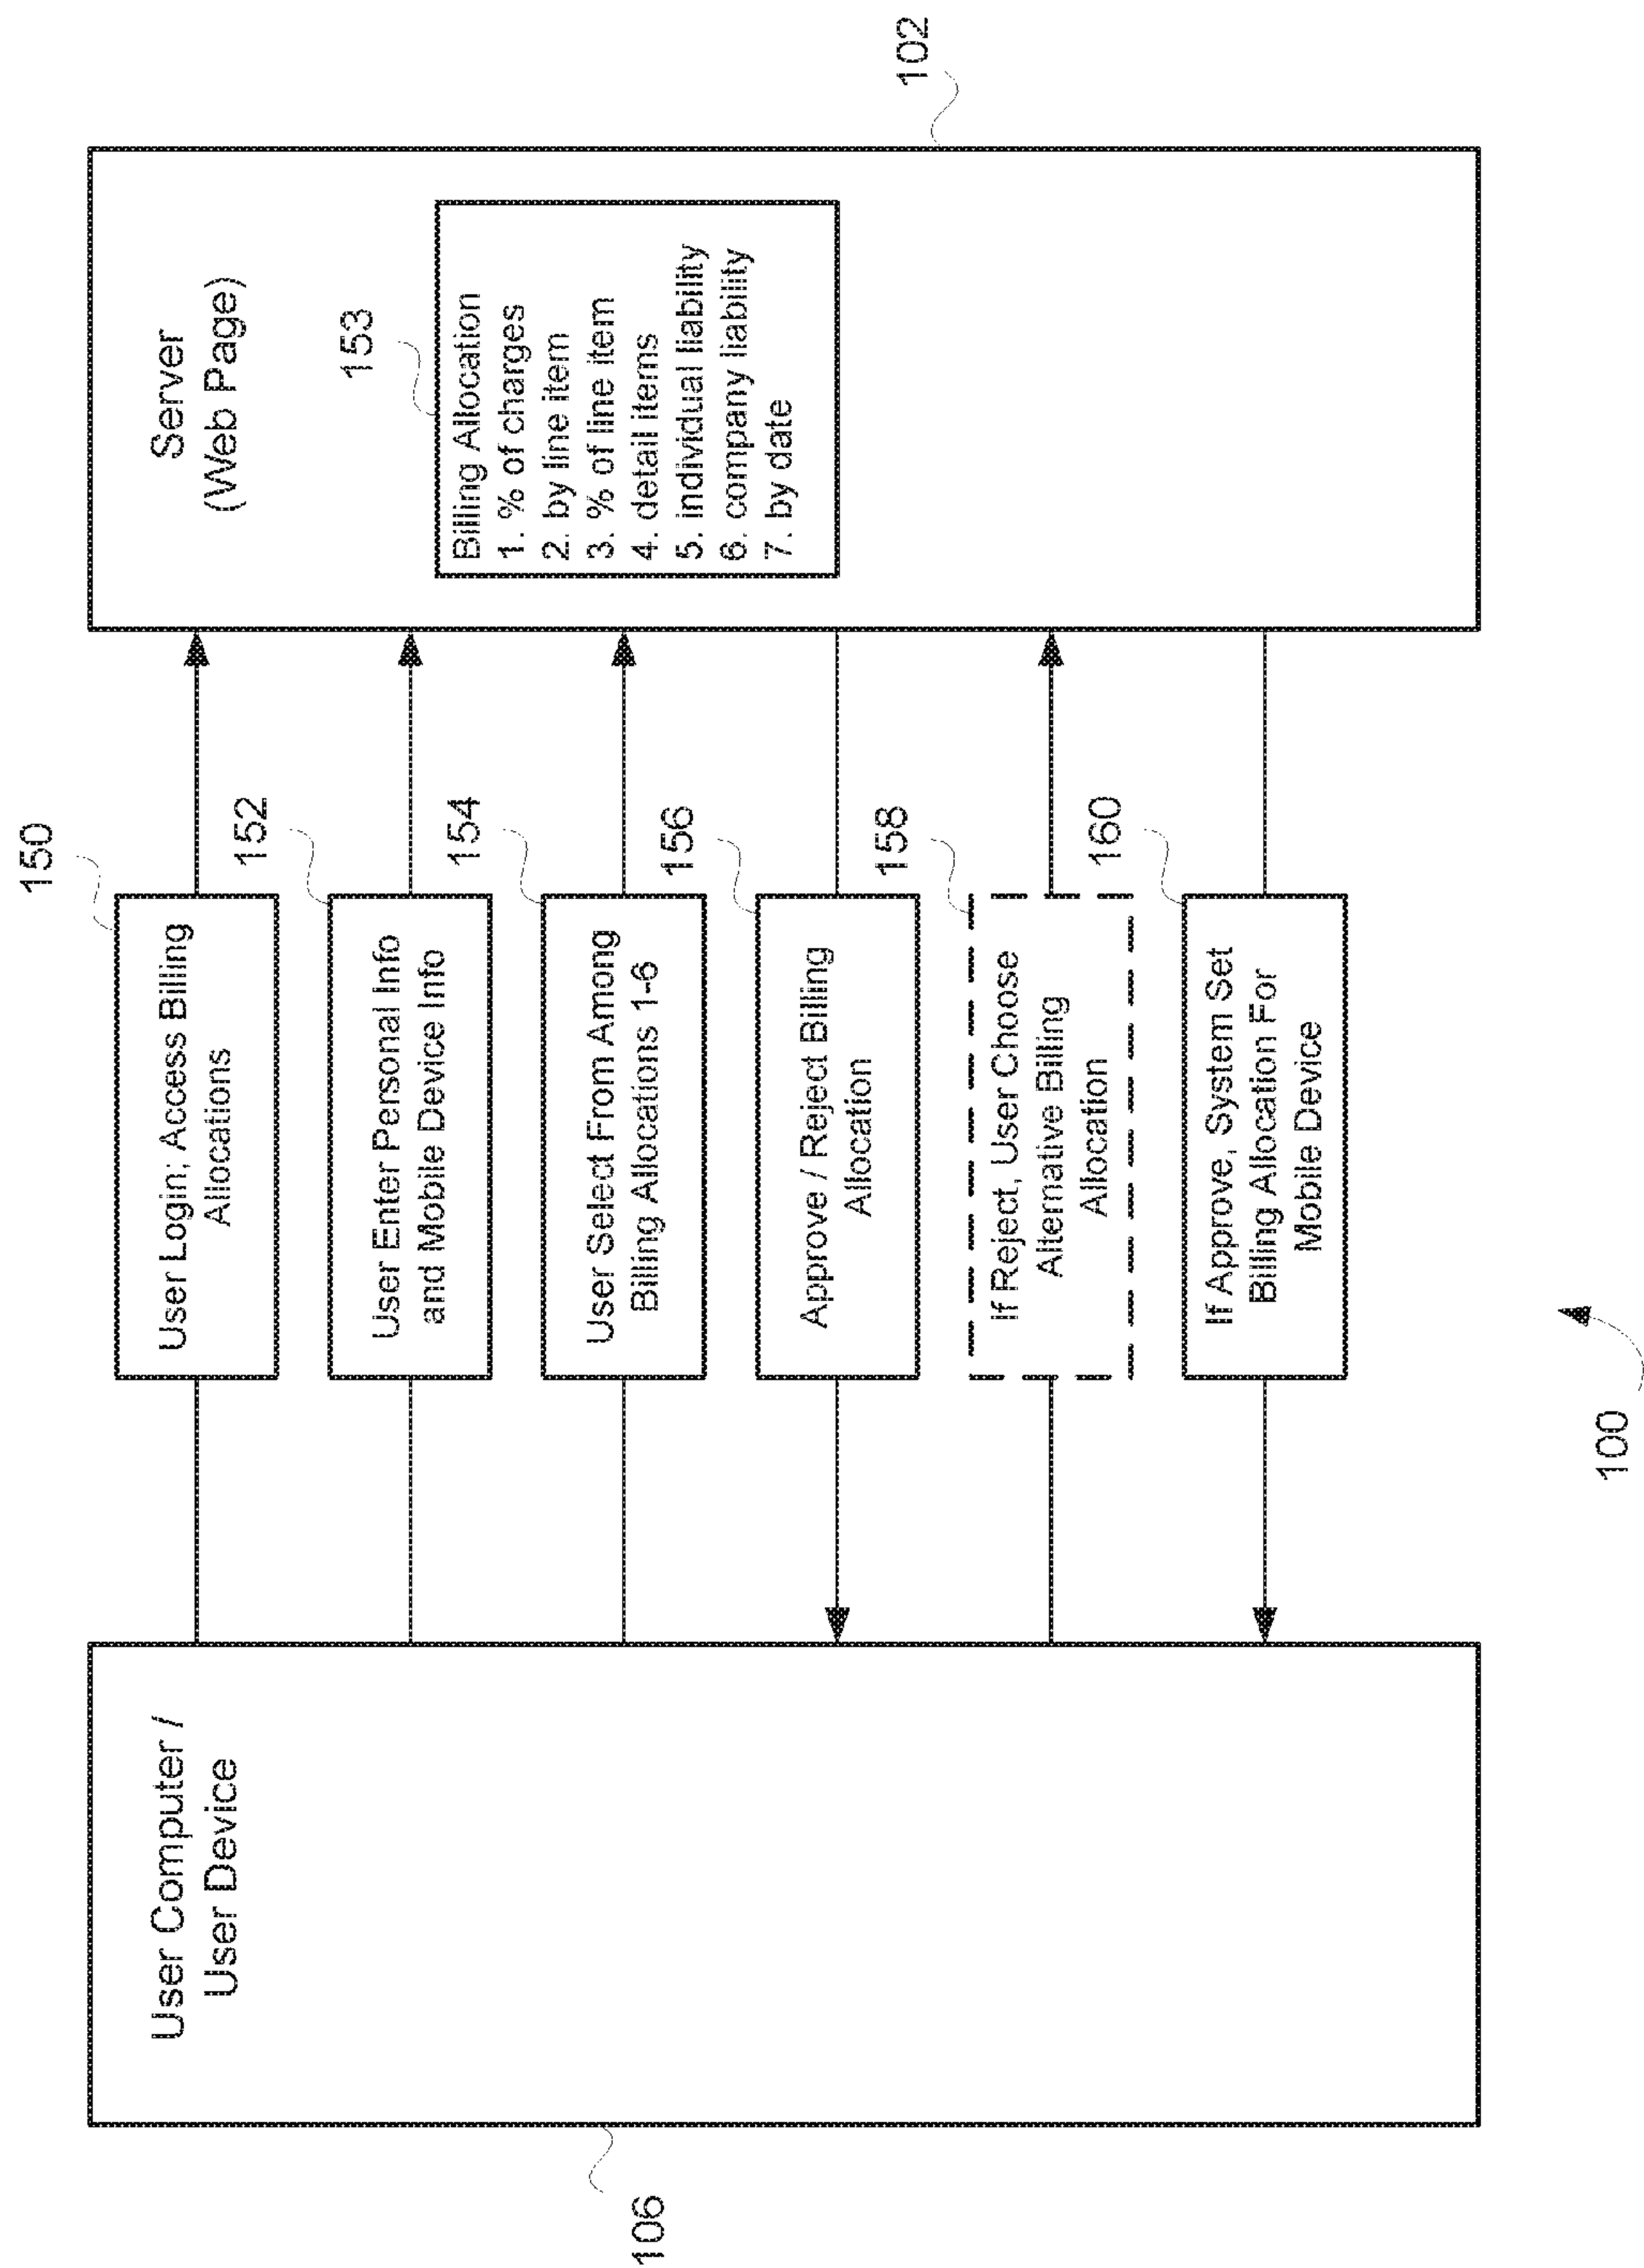 User Computer /
User Device
106
150
User Login; Access Billing
Allocations
152
User Enter Personal Info
and Mobile Device Info
154
User Select From Among
Billing Allocations 1-6
156
Approve / Reject Billing
Allocation
158
If Reject, User Choose
Alternative Billing
Allocation
160
If Approve, System Set
Billing Allocation For
Mobile Device
Server
(Web Page)
153
Billing Allocation
1. % of charges
2. by line item
3. % of line item
4. detail items
5. individual liability
6. company liability
7. by date
102
100